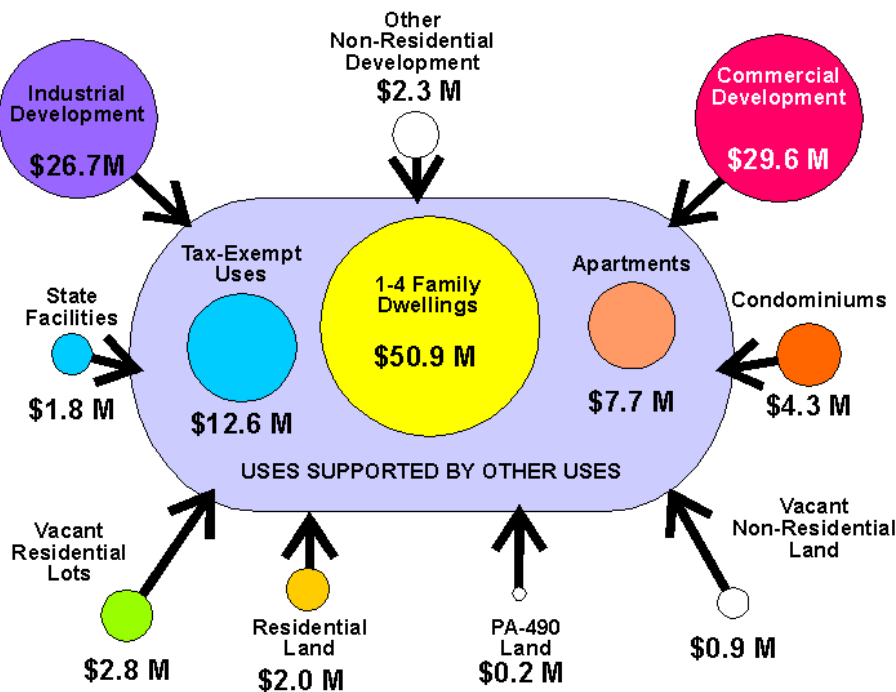 Other
Non-Residential
Development
$2.3 M
Industrial
Development
$26.7M
Commercial
Development
$29.6 M
Tax-Exempt
Uses
$12.6 M
1-4 Family
Dwellings
$50.9 M
Apartments
$7.7 M
State
Facilities
$1.8 M
Condominiums
$4.3 M
USES SUPPORTED BY OTHER USES
Vacant
Residential
Lots
$2.8 M
Residential
Land
$2.0 M
PA-490
Land
$0.2 M
Vacant
Non-Residential
Land
$0.9 M